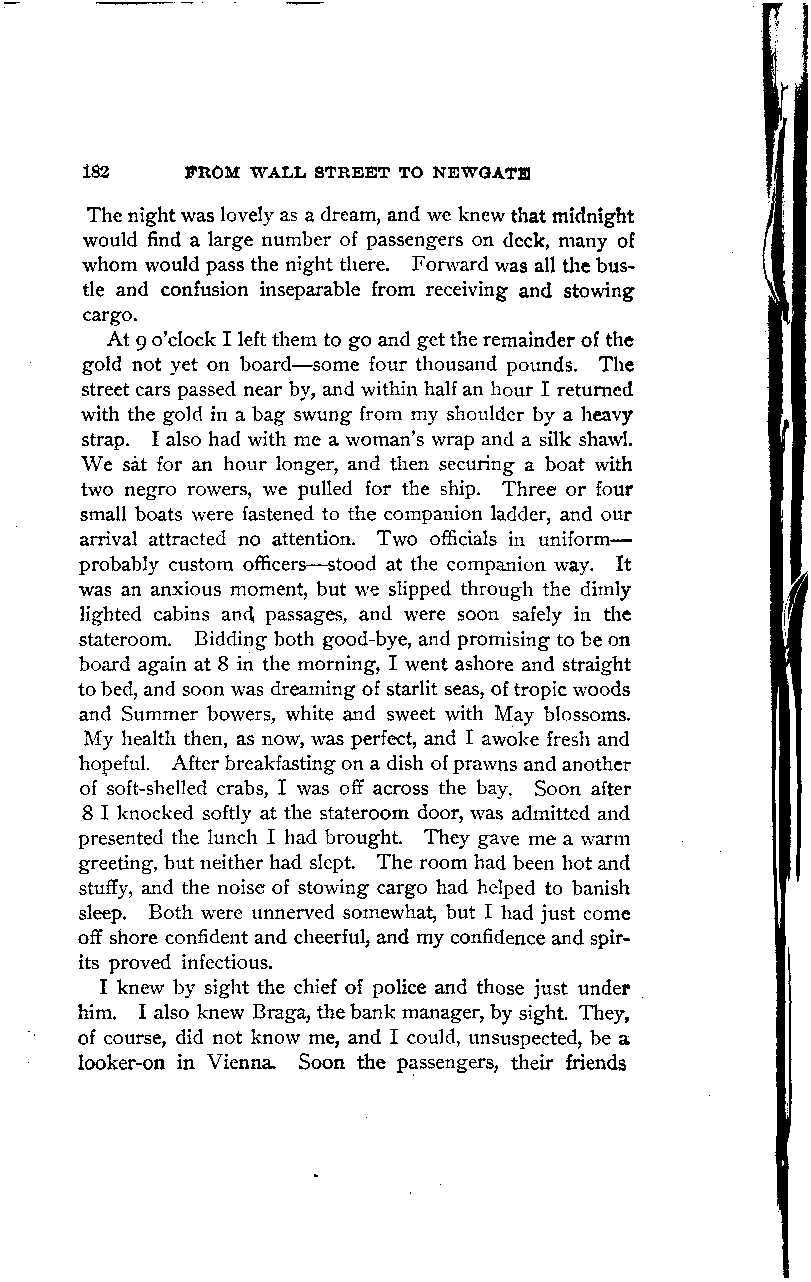 182 FROM WALL STREET TO NEWGATE
The night was lovely as a dream, and we knew that midnight
would find a large number of passengers on deck, many of
whom would pass the night there. Forward was all the bus-
tle and confusion inseparable from receiving and stowing
cargo.
At 9 o'clock I left them to go and get the remainder of the
gold not yet on board—some four thousand pounds. The
street cars passed near by, and within half an hour I returned
with the gold in a bag swung from my shoulder by a heavy
strap. I also had with me a woman's wrap and a silk shawl.
We sat for an hour longer, and then securing a boat with
two negro rowers, we pulled for the ship. Three or four
small boats were fastened to the companion ladder, and our
arrival attracted no attention. Two officials in uniform—
probably custom officers—stood at the companion way. It
was an anxious moment, but we slipped through the dimly
lighted cabins and passages, and were soon safely in the
stateroom. Bidding both good-bye, and promising to be on
board again at 8 in the morning, I went ashore and straight
to bed, and soon was dreaming of starlit seas, of tropic woods
and Summer bowers, white and sweet with May blossoms.
My health then, as now, was perfect, and I awoke fresh and
hopeful. After breakfasting on a dish of prawns and another
of soft-shelled crabs, I was off across the bay. Soon after
8 I knocked softly at the stateroom door, was admitted and
presented the lunch I had brought. They gave me a warm
greeting, but neither had slept. The room had been hot and
stuffy, and the noise of stowing cargo had helped to banish
sleep. Both were unnerved somewhat, but I had just come
off shore confident and cheerful, and my confidence and spir-
its proved infectious.
I knew by sight the chief of police and those just under
him. I also knew Braga, the bank manager, by sight. They,
of course, did not know me, and I could, unsuspected, be a
looker-on in Vienna. Soon the passengers, their friends